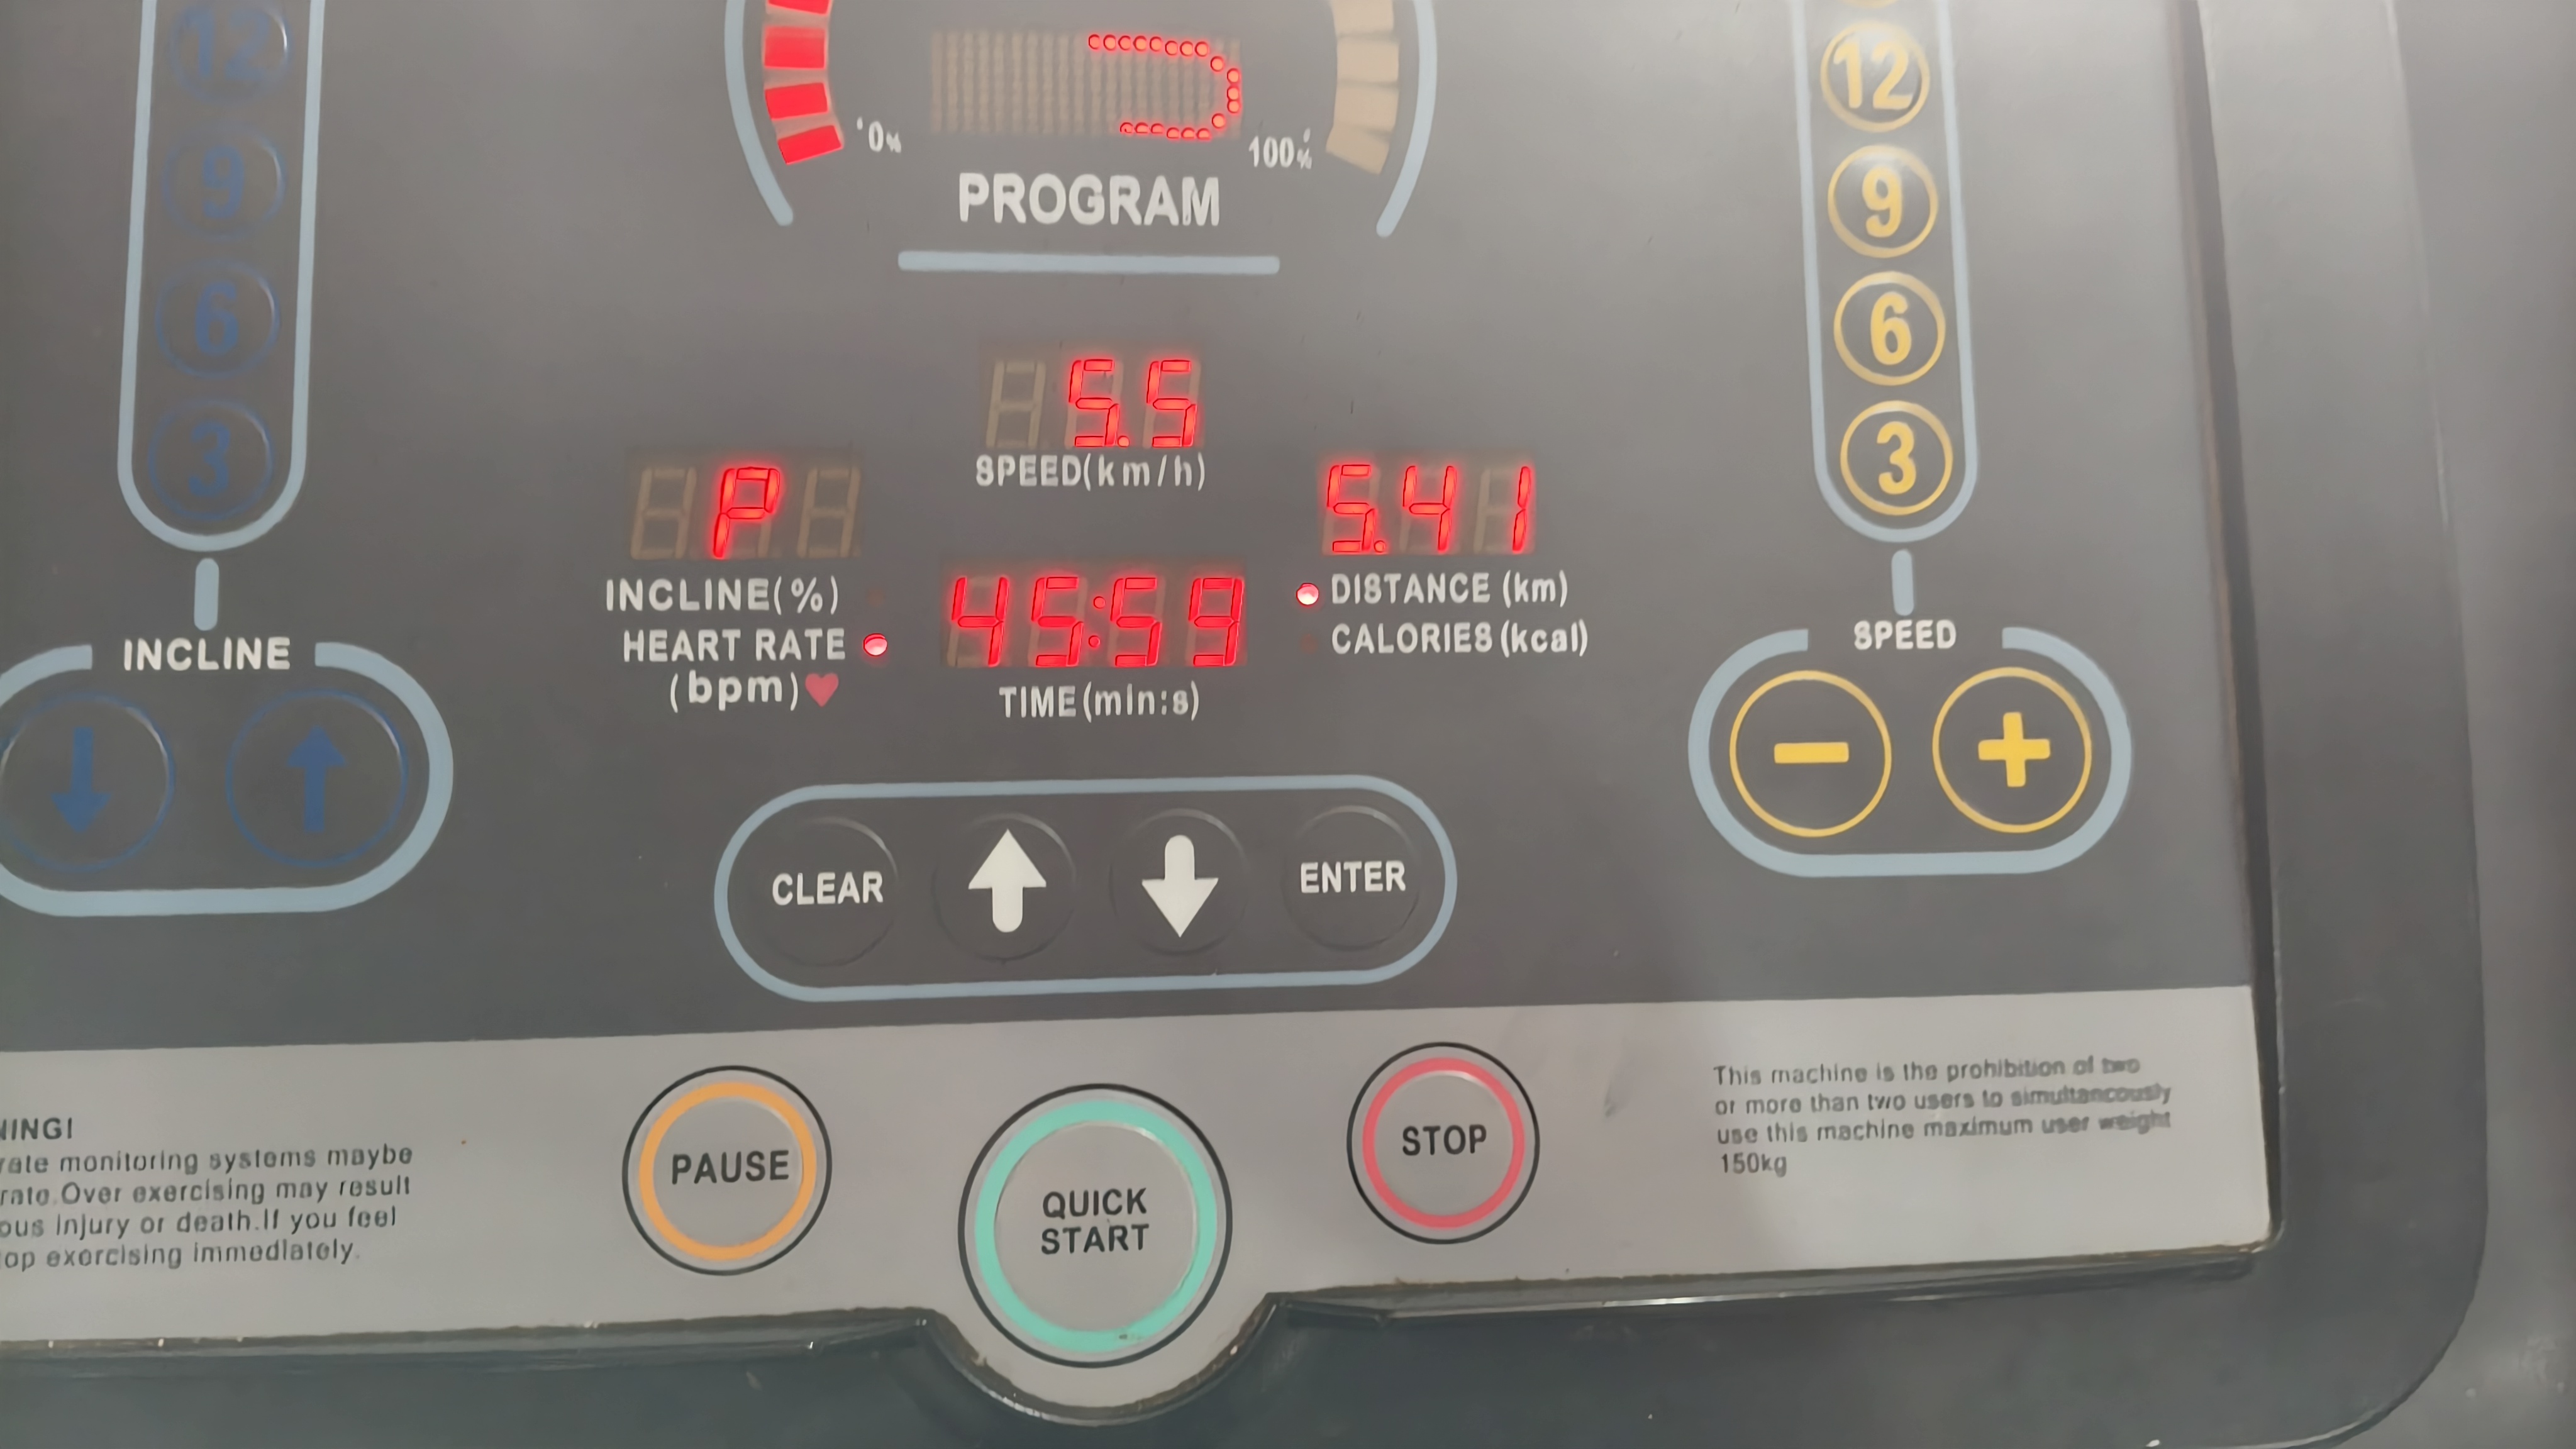 12
9
6
3
INCLINE
0%
100%
PROGRAM
5.5
SPEED(km/h)
P
INCLINE(%)
HEART RATE
(bpm)
45:59
TIME(min:s)
5.41
DISTANCE (km)
CALORIES(kcal)
12
9
6
3
SPEED
CLEAR
ENTER
PAUSE
QUICK
START
STOP
NING!
rate monitoring systems maybe
rate.Over exercising may result
ous injury or death.If you feel
op exercising immediately.
This machine is the prohibition of two
or more than two users to simultancously
use this machine maximum user weight
150kg